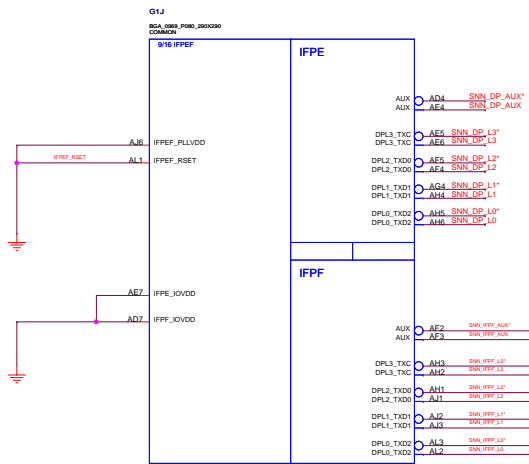 G1J
BGA_0969_P080_290X290
COMMON
9/16 IFPEF
IFPE
AUX AD4 SNN_DP_AUX*
AUX AE4 SNN_DP_AUX
DPL3_TXC AE5 SNN_DP_L3*
DPL3_TXC AE6 SNN_DP_L3
AJ6 IFPEF_PLLVDD
IFPEF_RSET AL1 IFPEF_RSET
DPL2_TXD0 AF5 SNN_DP_L2*
DPL2_TXD0 AF4 SNN_DP_L2
DPL1_TXD1 AG4 SNN_DP_L1*
DPL1_TXD1 AH4 SNN_DP_L1
DPL0_TXD2 AH5 SNN_DP_L0*
DPL0_TXD2 AH6 SNN_DP_L0
IFPF
AE7 IFPE_IOVDD
AD7 IFPF_IOVDD
AUX AF2 SNN_IFPF_AUX*
AUX AF3 SNN_IFPF_AUX
DPL3_TXC AH3 SNN_IFPF_L3*
DPL3_TXC AH2 SNN_IFPF_L3
DPL2_TXD0 AH1 SNN_IFPF_L2*
DPL2_TXD0 AJ1 SNN_IFPF_L2
DPL1_TXD1 AJ2 SNN_IFPF_L1*
DPL1_TXD1 AJ3 SNN_IFPF_L1
DPL0_TXD2 AL3 SNN_IFPF_L0*
DPL0_TXD2 AL2 SNN_IFPF_L0